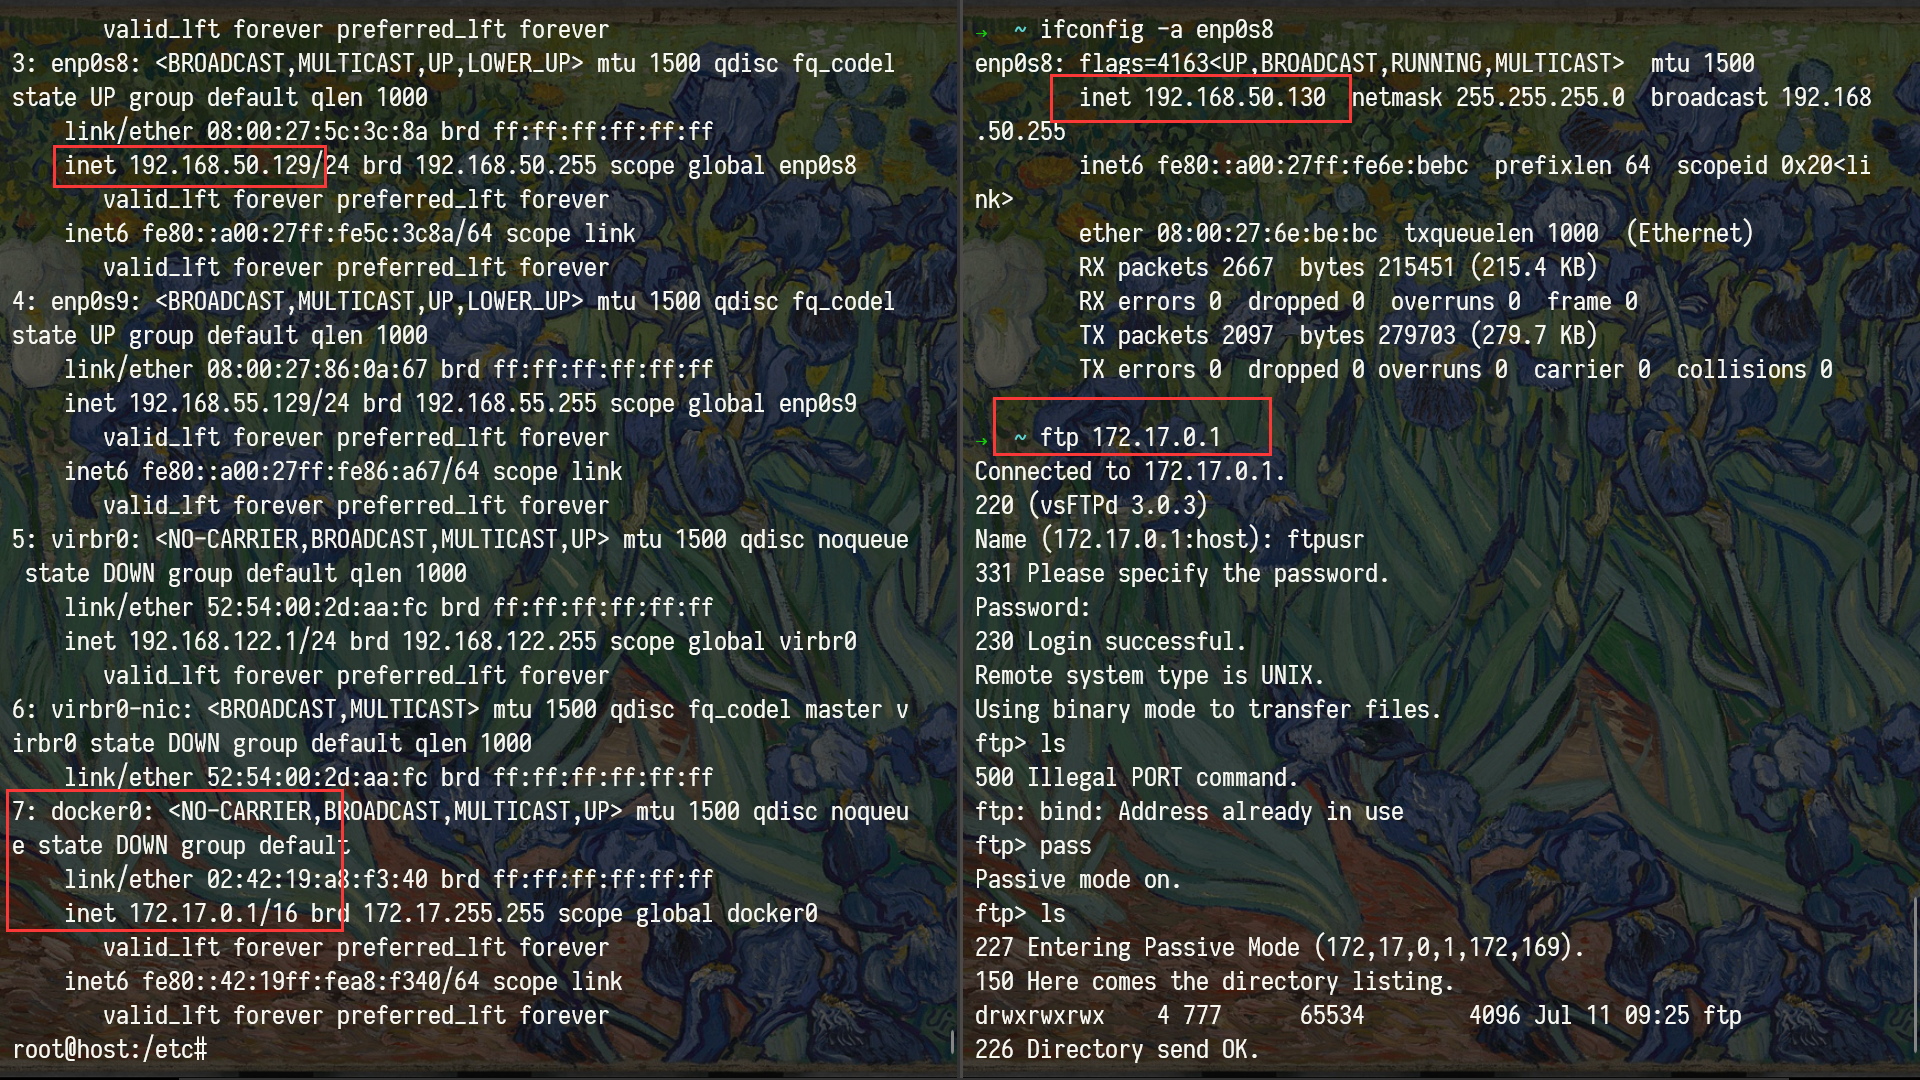 valid_lft forever preferred_lft forever
3: enp0s8: <BROADCAST,MULTICAST,UP,LOWER_UP> mtu 1500 qdisc fq_codel
state UP group default qlen 1000
link/ether 08:00:27:5c:3c:8a brd ff:ff:ff:ff:ff:ff
inet 192.168.50.129/24 brd 192.168.50.255 scope global enp0s8
valid_lft forever preferred_lft forever
inet6 fe80::a00:27ff:fe5c:3c8a/64 scope link
valid_lft forever preferred_lft forever
4: enp0s9: <BROADCAST,MULTICAST,UP,LOWER_UP> mtu 1500 qdisc fq_codel
state UP group default qlen 1000
link/ether 08:00:27:86:0a:67 brd ff:ff:ff:ff:ff:ff
inet 192.168.55.129/24 brd 192.168.55.255 scope global enp0s9
valid_lft forever preferred_lft forever
inet6 fe80::a00:27ff:fe86:a67/64 scope link
valid_lft forever preferred_lft forever
5: virbr0: <NO-CARRIER,BROADCAST,MULTICAST,UP> mtu 1500 qdisc noqueue
state DOWN group default qlen 1000
link/ether 52:54:00:2d:aa:fc brd ff:ff:ff:ff:ff:ff
inet 192.168.122.1/24 brd 192.168.122.255 scope global virbr0
valid_lft forever preferred_lft forever
6: virbr0-nic: <BROADCAST,MULTICAST> mtu 1500 qdisc fq_codel master v
irbr0 state DOWN group default qlen 1000
link/ether 52:54:00:2d:aa:fc brd ff:ff:ff:ff:ff:ff
7: docker0: <NO-CARRIER,BROADCAST,MULTICAST,UP> mtu 1500 qdisc noqueu
e state DOWN group default
link/ether 02:42:19:a8:f3:40 brd ff:ff:ff:ff:ff:ff
inet 172.17.0.1/16 brd 172.17.255.255 scope global docker0
valid_lft forever preferred_lft forever
inet6 fe80::42:19ff:fea8:f340/64 scope link
valid_lft forever preferred_lft forever
root@host:/etc#
→ ~ ifconfig -a enp0s8
enp0s8: flags=4163<UP,BROADCAST,RUNNING,MULTICAST> mtu 1500
inet 192.168.50.130 netmask 255.255.255.0 broadcast 192.168
.50.255
inet6 fe80::a00:27ff:fe6e:bebc prefixlen 64 scopeid 0x20<li
nk>
ether 08:00:27:6e:be:bc txqueuelen 1000 (Ethernet)
RX packets 2667 bytes 215451 (215.4 KB)
RX errors 0 dropped 0 overruns 0 frame 0
TX packets 2097 bytes 279703 (279.7 KB)
TX errors 0 dropped 0 overruns 0 carrier 0 collisions 0
→ ~ ftp 172.17.0.1
Connected to 172.17.0.1.
220 (vsFTPd 3.0.3)
Name (172.17.0.1:host): ftpusr
331 Please specify the password.
Password:
230 Login successful.
Remote system type is UNIX.
Using binary mode to transfer files.
ftp> ls
500 Illegal PORT command.
ftp: bind: Address already in use
ftp> pass
Passive mode on.
ftp> ls
227 Entering Passive Mode (172,17,0,1,172,169).
150 Here comes the directory listing.
drwxrwxrwx 4 777 65534 4096 Jul 11 09:25 ftp
226 Directory send OK.